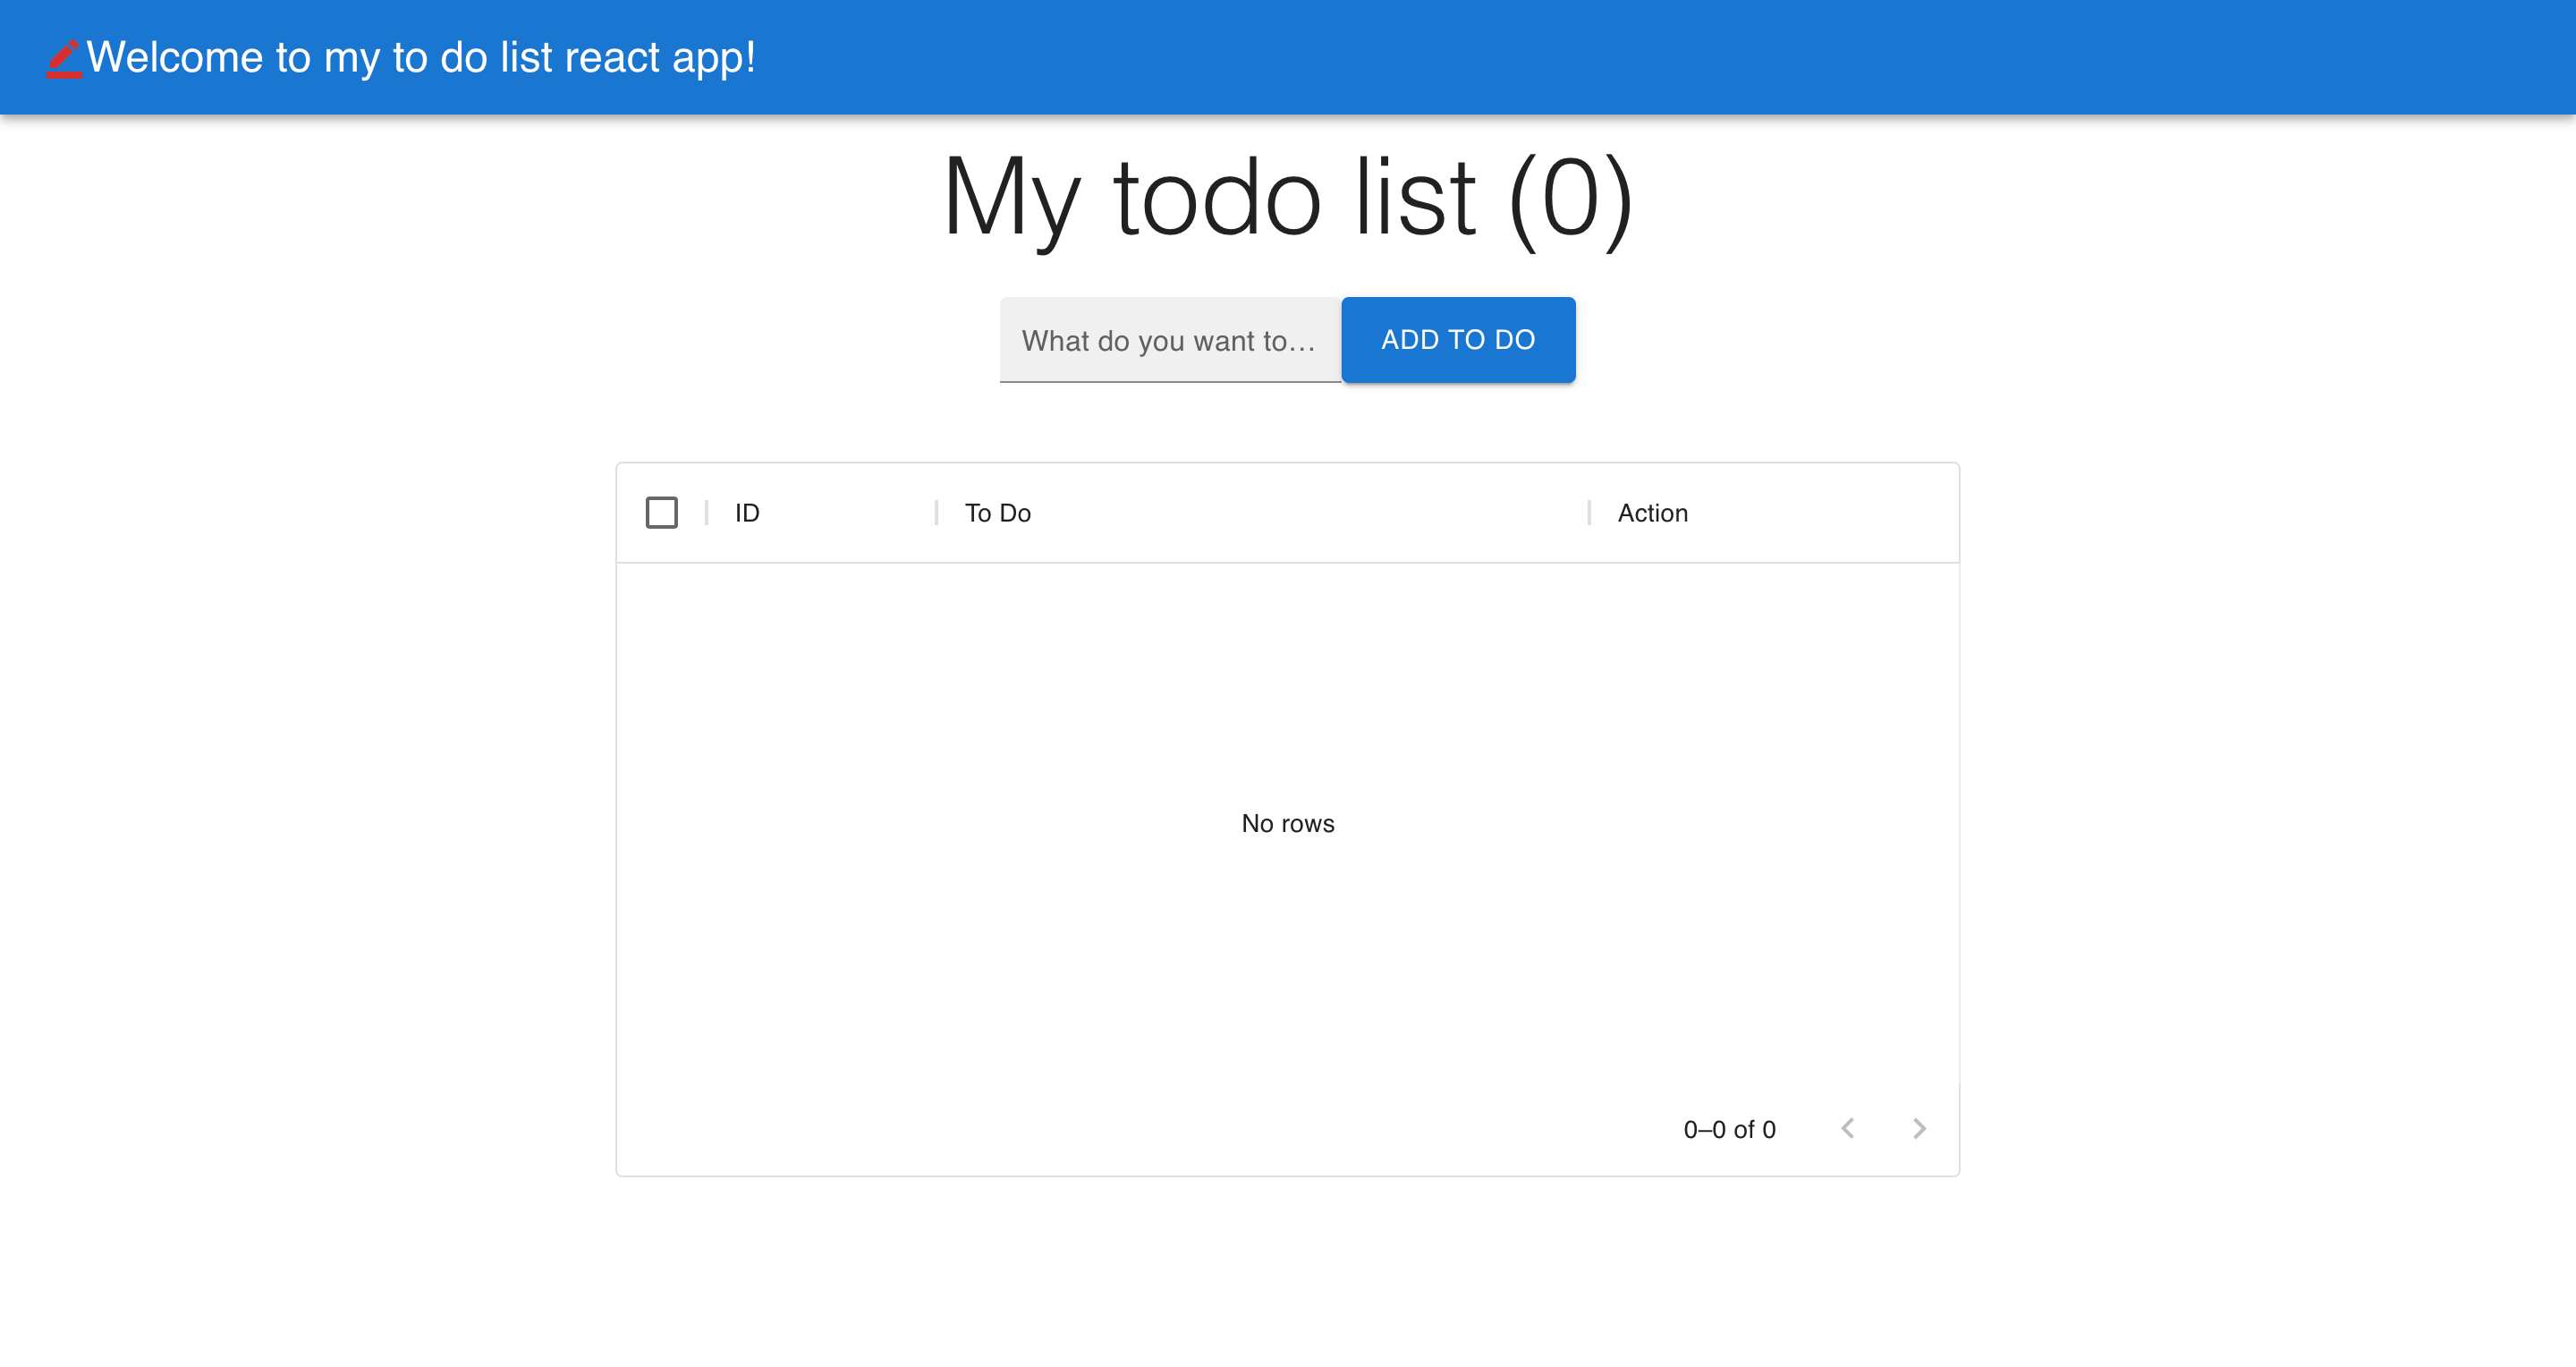 Welcome to my to do list react app!
My todo list (0)
What do you want to…
ADD TO DO
ID
To Do
Action
No rows
0–0 of 0